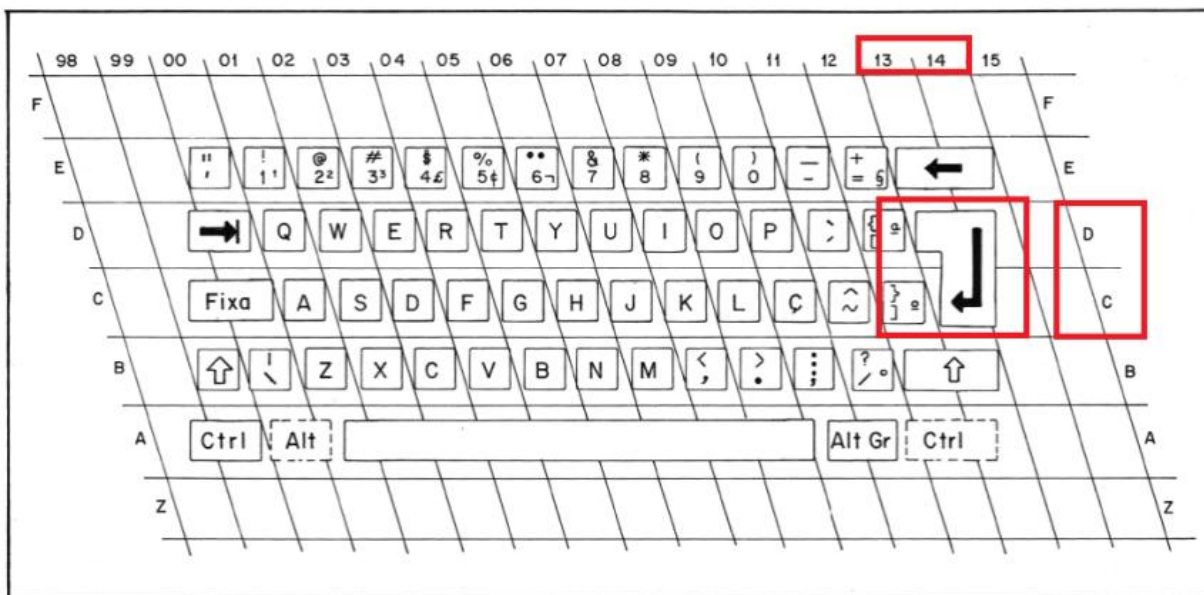 98 99 00 01 02 03 04 05 06 07 08 09 10 11 12 13 14 15
F F
E " ' ! 1 ¹ @ 2 ² # 3 ³ $ 4 £ % 5 ¢ ¨ 6 ¬ & 7 * 8 ( 9 ) 0 _ - + = § E
D Q W E R T Y U I O P ` ´ { [ ª D
C Fixa A S D F G H J K L Ç ^ ~ } ] º C
B | \ Z X C V B N M < , > . : ; ? / ° B
A Ctrl Alt Alt Gr Ctrl A
Z Z